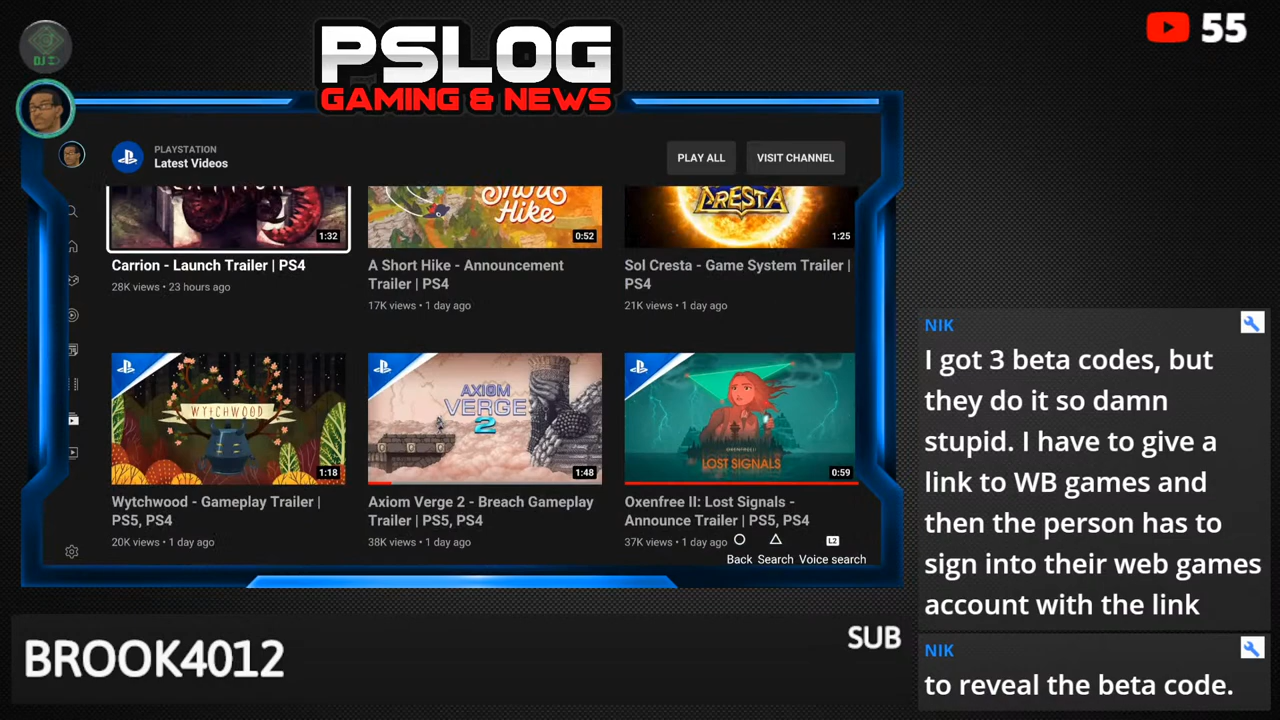 DJ
PSLOG
GAMING & NEWS
55
PLAYSTATION
Latest Videos
PLAY ALL
VISIT CHANNEL
1:32
Short
Hike
0:52
CRESTA
1:25
Carrion - Launch Trailer | PS4
28K views • 23 hours ago
A Short Hike - Announcement
Trailer | PS4
17K views • 1 day ago
Sol Cresta - Game System Trailer |
PS4
21K views • 1 day ago
WYTCHWOOD
1:18
AXIOM
VERGE
2
1:48
OXENFREE II
LOST SIGNALS
0:59
Wytchwood - Gameplay Trailer |
PS5, PS4
20K views • 1 day ago
Axiom Verge 2 - Breach Gameplay
Trailer | PS5, PS4
38K views • 1 day ago
Oxenfree II: Lost Signals -
Announce Trailer | PS5, PS4
37K views • 1 day ago
L2
Back Search Voice search
NIK
I got 3 beta codes, but
they do it so damn
stupid. I have to give a
link to WB games and
then the person has to
sign into their web games
account with the link
NIK
to reveal the beta code.
BROOK4012
SUB